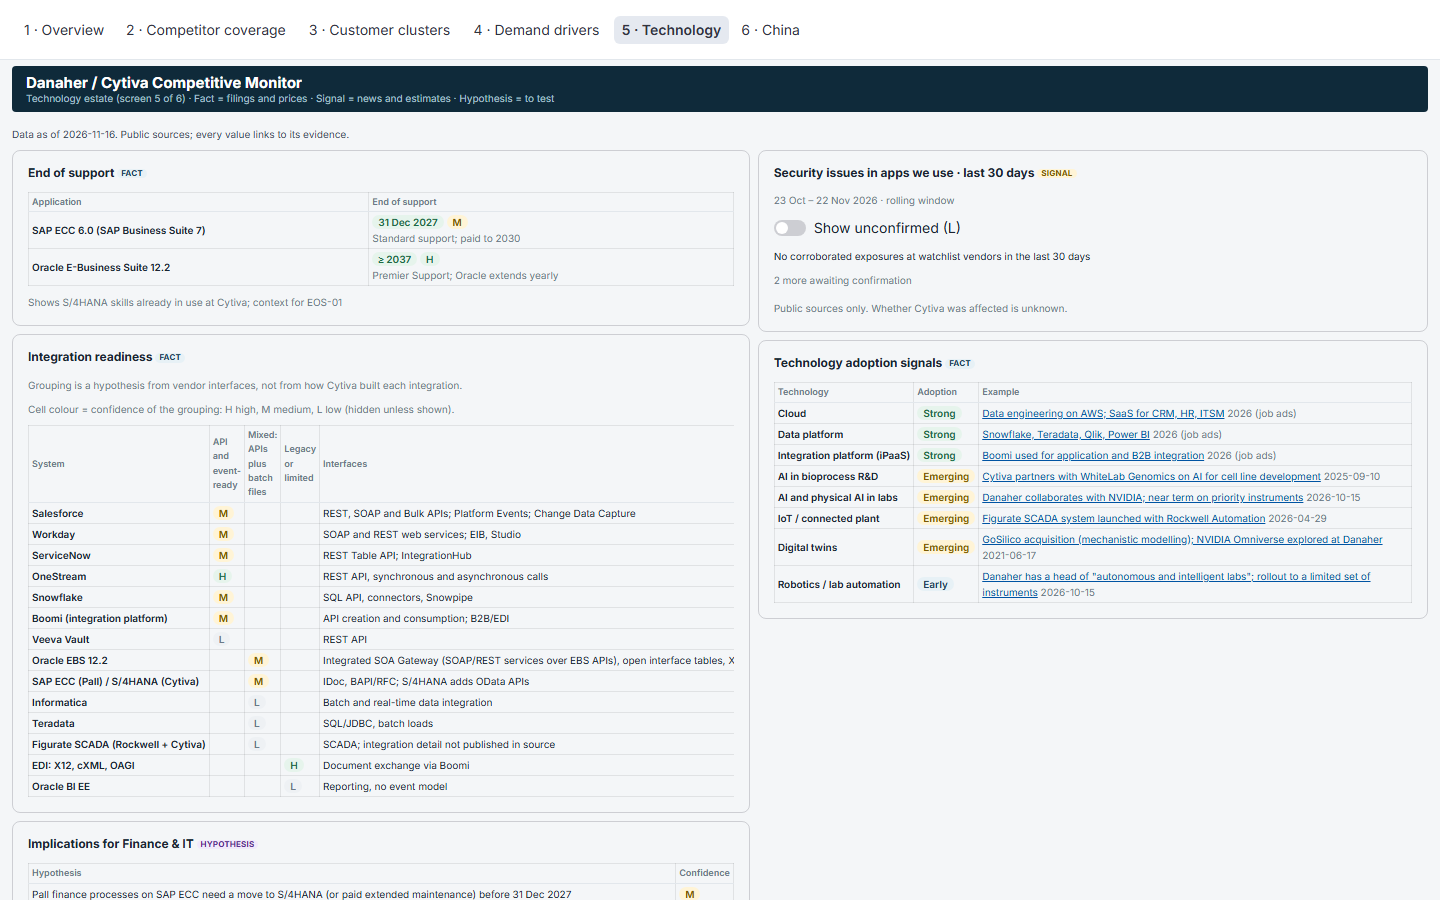 1 · Overview 2 · Competitor coverage 3 · Customer clusters 4 · Demand drivers 5 · Technology 6 · China
Danaher / Cytiva Competitive Monitor
Technology estate (screen 5 of 6) · Fact = filings and prices · Signal = news and estimates · Hypothesis = to test
Data as of 2026-11-16. Public sources; every value links to its evidence.
End of support FACT
Application End of support
SAP ECC 6.0 (SAP Business Suite 7) 31 Dec 2027 M
Standard support; paid to 2030
Oracle E-Business Suite 12.2 ≥ 2037 H
Premier Support; Oracle extends yearly
Shows S/4HANA skills already in use at Cytiva; context for EOS-01
Integration readiness FACT
Grouping is a hypothesis from vendor interfaces, not from how Cytiva built each integration.
Cell colour = confidence of the grouping: H high, M medium, L low (hidden unless shown).
System API and event-ready Mixed: APIs plus batch files Legacy or limited Interfaces
Salesforce M REST, SOAP and Bulk APIs; Platform Events; Change Data Capture
Workday M SOAP and REST web services; EIB, Studio
ServiceNow M REST Table API; IntegrationHub
OneStream H REST API, synchronous and asynchronous calls
Snowflake M SQL API, connectors, Snowpipe
Boomi (integration platform) M API creation and consumption; B2B/EDI
Veeva Vault L REST API
Oracle EBS 12.2 M Integrated SOA Gateway (SOAP/REST services over EBS APIs), open interface tables, X
SAP ECC (Pall) / S/4HANA (Cytiva) M IDoc, BAPI/RFC; S/4HANA adds OData APIs
Informatica L Batch and real-time data integration
Teradata L SQL/JDBC, batch loads
Figurate SCADA (Rockwell + Cytiva) L SCADA; integration detail not published in source
EDI: X12, cXML, OAGI H Document exchange via Boomi
Oracle BI EE L Reporting, no event model
Implications for Finance & IT HYPOTHESIS
Hypothesis Confidence
Pall finance processes on SAP ECC need a move to S/4HANA (or paid extended maintenance) before 31 Dec 2027 M
Security issues in apps we use · last 30 days SIGNAL
23 Oct – 22 Nov 2026 · rolling window
Show unconfirmed (L)
No corroborated exposures at watchlist vendors in the last 30 days
2 more awaiting confirmation
Public sources only. Whether Cytiva was affected is unknown.
Technology adoption signals FACT
Technology Adoption Example
Cloud Strong Data engineering on AWS; SaaS for CRM, HR, ITSM 2026 (job ads)
Data platform Strong Snowflake, Teradata, Qlik, Power BI 2026 (job ads)
Integration platform (iPaaS) Strong Boomi used for application and B2B integration 2026 (job ads)
AI in bioprocess R&D Emerging Cytiva partners with WhiteLab Genomics on AI for cell line development 2025-09-10
AI and physical AI in labs Emerging Danaher collaborates with NVIDIA; near term on priority instruments 2026-10-15
IoT / connected plant Emerging Figurate SCADA system launched with Rockwell Automation 2026-04-29
Digital twins Emerging GoSilico acquisition (mechanistic modelling); NVIDIA Omniverse explored at Danaher
2021-06-17
Robotics / lab automation Early Danaher has a head of "autonomous and intelligent labs"; rollout to a limited set of
instruments 2026-10-15